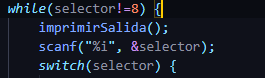 while(selector!=8) {
imprimirSalida();
scanf("%i", &selector);
switch(selector) {